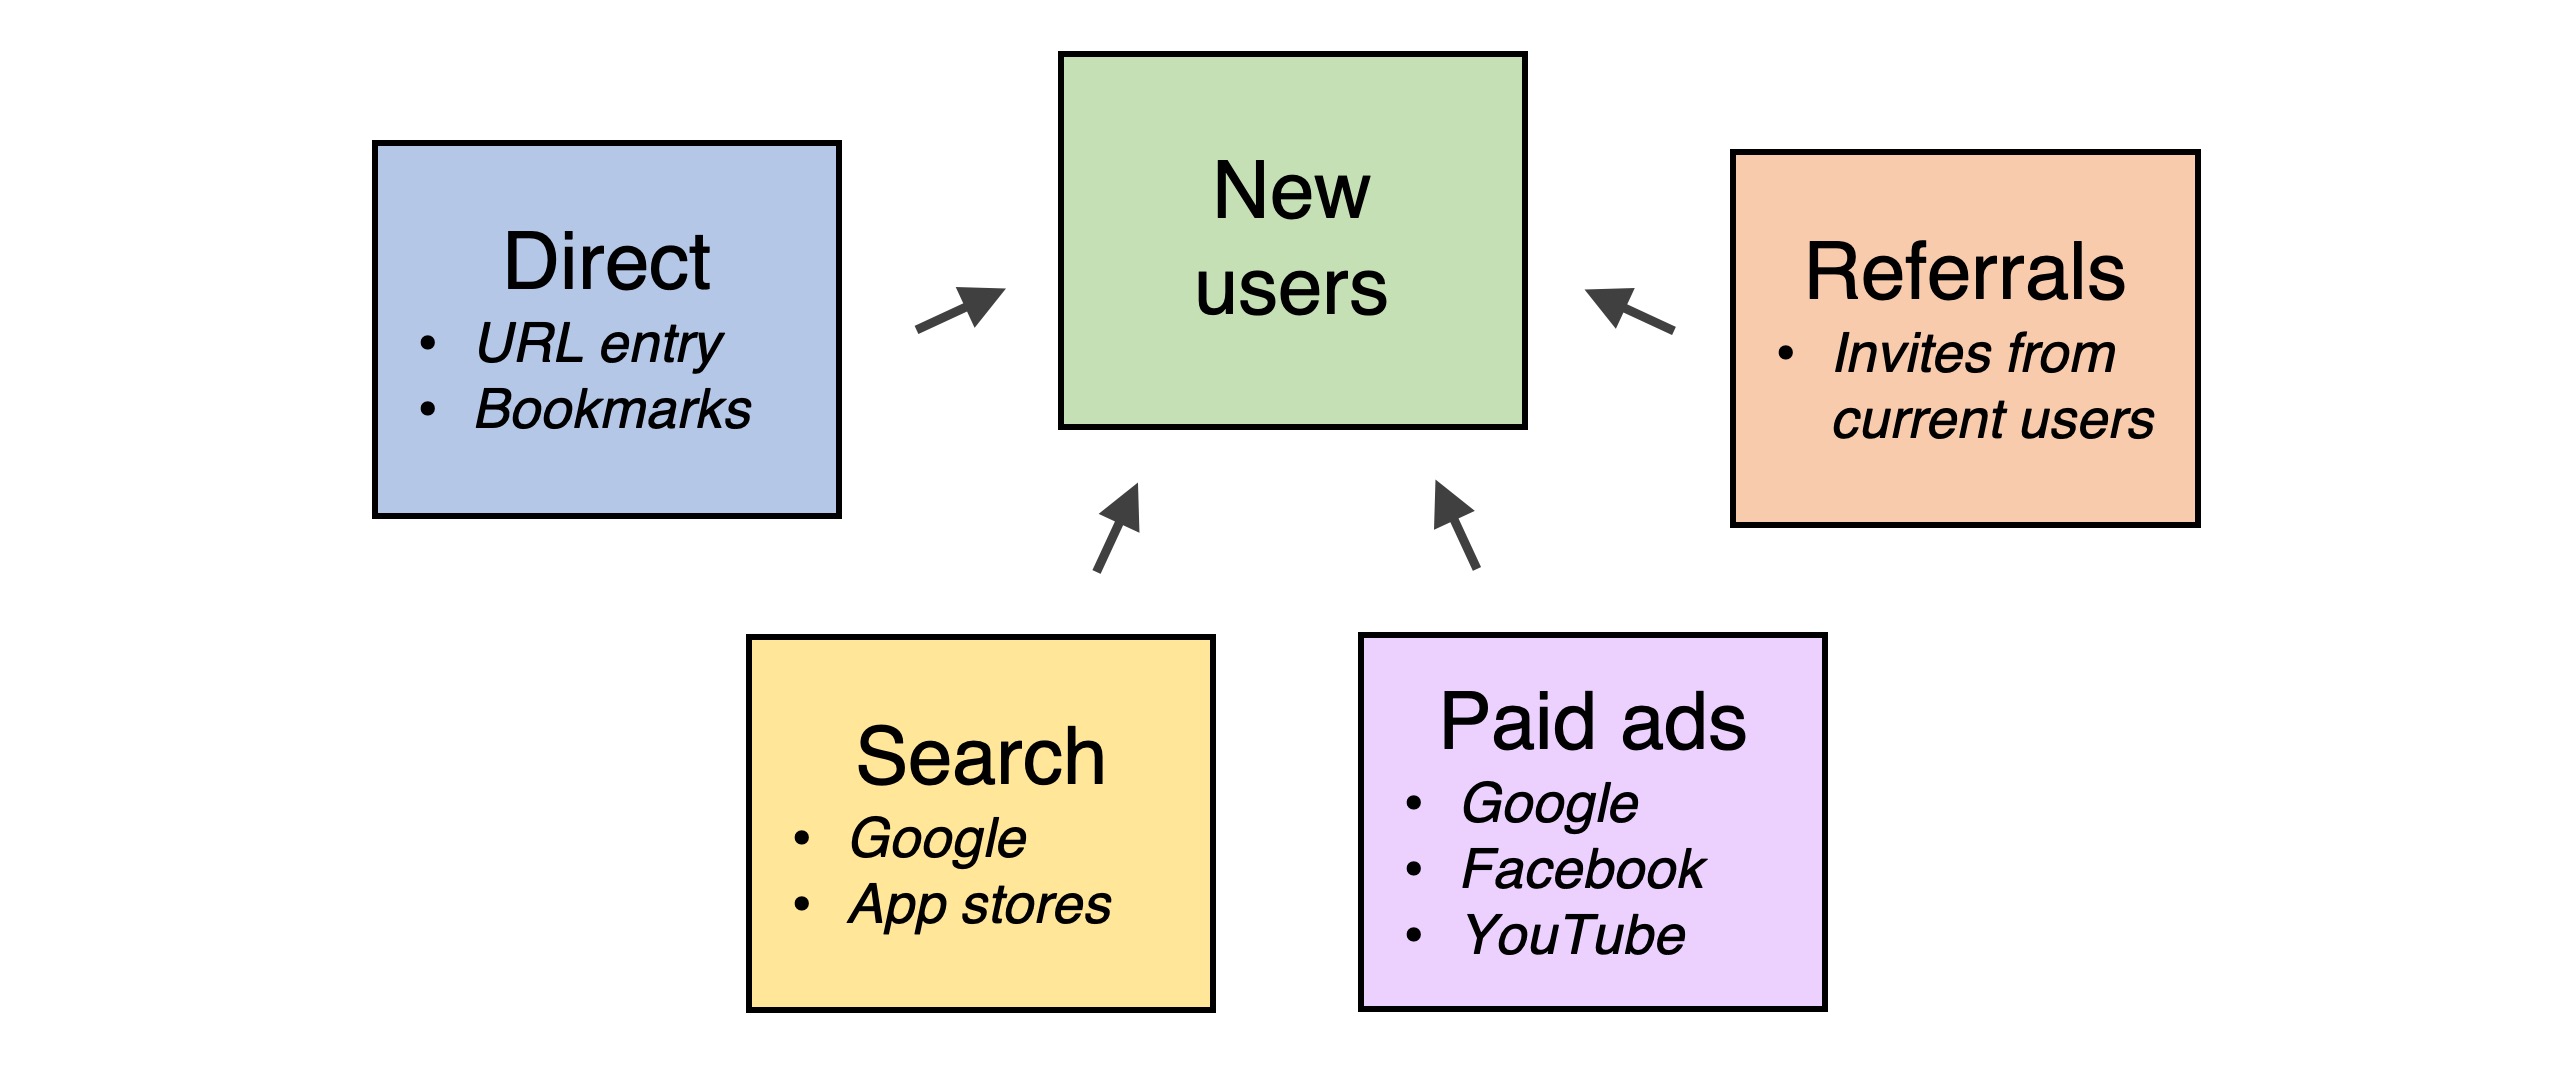 New
users
Direct
• URL entry
• Bookmarks
Referrals
• Invites from
current users
Search
• Google
• App stores
Paid ads
• Google
• Facebook
• YouTube